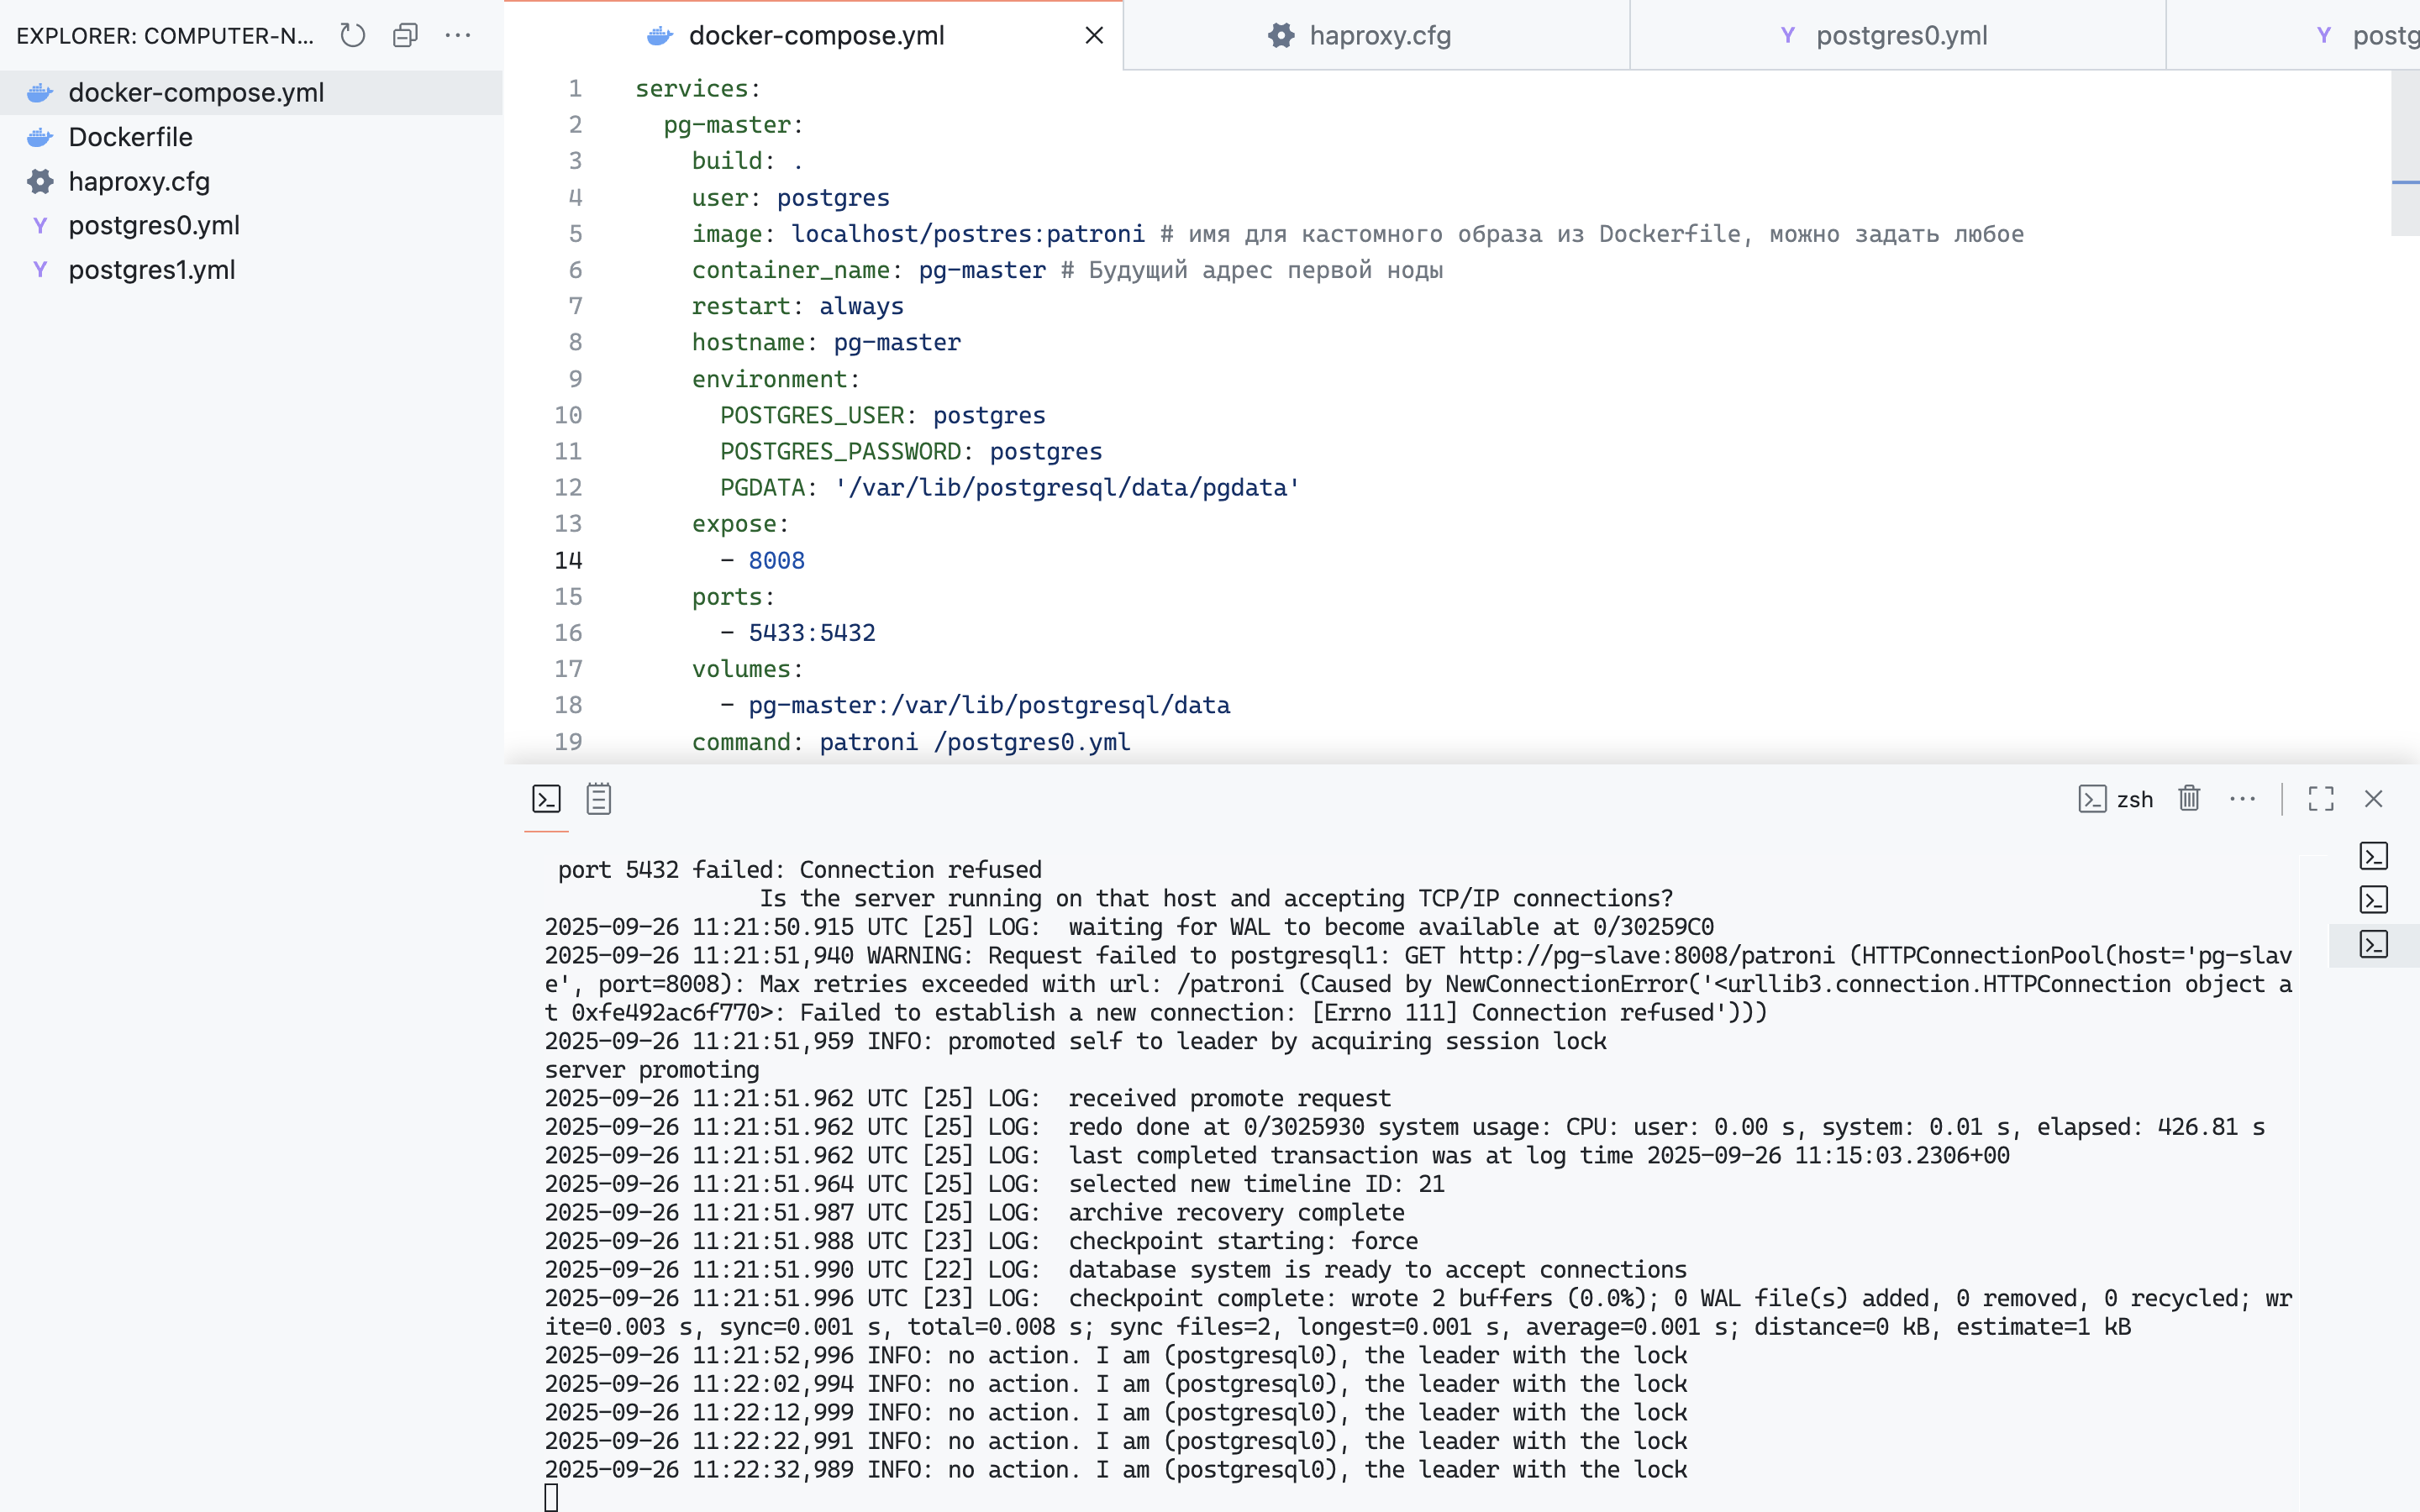 EXPLORER: COMPUTER-N...
docker-compose.yml
Dockerfile
haproxy.cfg
postgres0.yml
postgres1.yml
docker-compose.yml
haproxy.cfg
postgres0.yml
postg
1 services:
2 pg-master:
3 build: .
4 user: postgres
5 image: localhost/postres:patroni # имя для кастомного образа из Dockerfile, можно задать любое
6 container_name: pg-master # Будущий адрес первой ноды
7 restart: always
8 hostname: pg-master
9 environment:
10 POSTGRES_USER: postgres
11 POSTGRES_PASSWORD: postgres
12 PGDATA: '/var/lib/postgresql/data/pgdata'
13 expose:
14 - 8008
15 ports:
16 - 5433:5432
17 volumes:
18 - pg-master:/var/lib/postgresql/data
19 command: patroni /postgres0.yml
zsh
port 5432 failed: Connection refused
Is the server running on that host and accepting TCP/IP connections?
2025-09-26 11:21:50.915 UTC [25] LOG:  waiting for WAL to become available at 0/30259C0
2025-09-26 11:21:51,940 WARNING: Request failed to postgresql1: GET http://pg-slave:8008/patroni (HTTPConnectionPool(host='pg-slav
e', port=8008): Max retries exceeded with url: /patroni (Caused by NewConnectionError('<urllib3.connection.HTTPConnection object a
t 0xfe492ac6f770>: Failed to establish a new connection: [Errno 111] Connection refused')))
2025-09-26 11:21:51,959 INFO: promoted self to leader by acquiring session lock
server promoting
2025-09-26 11:21:51.962 UTC [25] LOG:  received promote request
2025-09-26 11:21:51.962 UTC [25] LOG:  redo done at 0/3025930 system usage: CPU: user: 0.00 s, system: 0.01 s, elapsed: 426.81 s
2025-09-26 11:21:51.962 UTC [25] LOG:  last completed transaction was at log time 2025-09-26 11:15:03.2306+00
2025-09-26 11:21:51.964 UTC [25] LOG:  selected new timeline ID: 21
2025-09-26 11:21:51.987 UTC [25] LOG:  archive recovery complete
2025-09-26 11:21:51.988 UTC [23] LOG:  checkpoint starting: force
2025-09-26 11:21:51.990 UTC [22] LOG:  database system is ready to accept connections
2025-09-26 11:21:51.996 UTC [23] LOG:  checkpoint complete: wrote 2 buffers (0.0%); 0 WAL file(s) added, 0 removed, 0 recycled; wr
ite=0.003 s, sync=0.001 s, total=0.008 s; sync files=2, longest=0.001 s, average=0.001 s; distance=0 kB, estimate=1 kB
2025-09-26 11:21:52,996 INFO: no action. I am (postgresql0), the leader with the lock
2025-09-26 11:22:02,994 INFO: no action. I am (postgresql0), the leader with the lock
2025-09-26 11:22:12,999 INFO: no action. I am (postgresql0), the leader with the lock
2025-09-26 11:22:22,991 INFO: no action. I am (postgresql0), the leader with the lock
2025-09-26 11:22:32,989 INFO: no action. I am (postgresql0), the leader with the lock